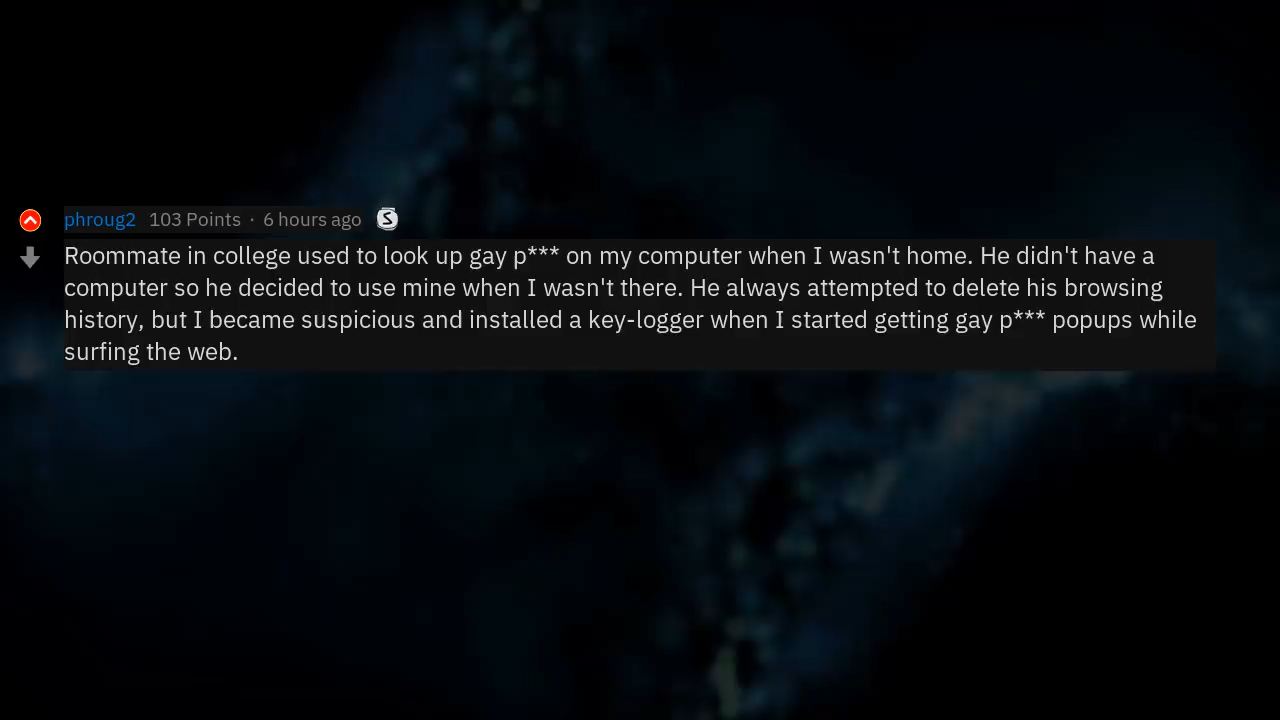 phroug2 103 Points · 6 hours ago S
Roommate in college used to look up gay p*** on my computer when I wasn't home. He didn't have a
computer so he decided to use mine when I wasn't there. He always attempted to delete his browsing
history, but I became suspicious and installed a key-logger when I started getting gay p*** popups while
surfing the web.